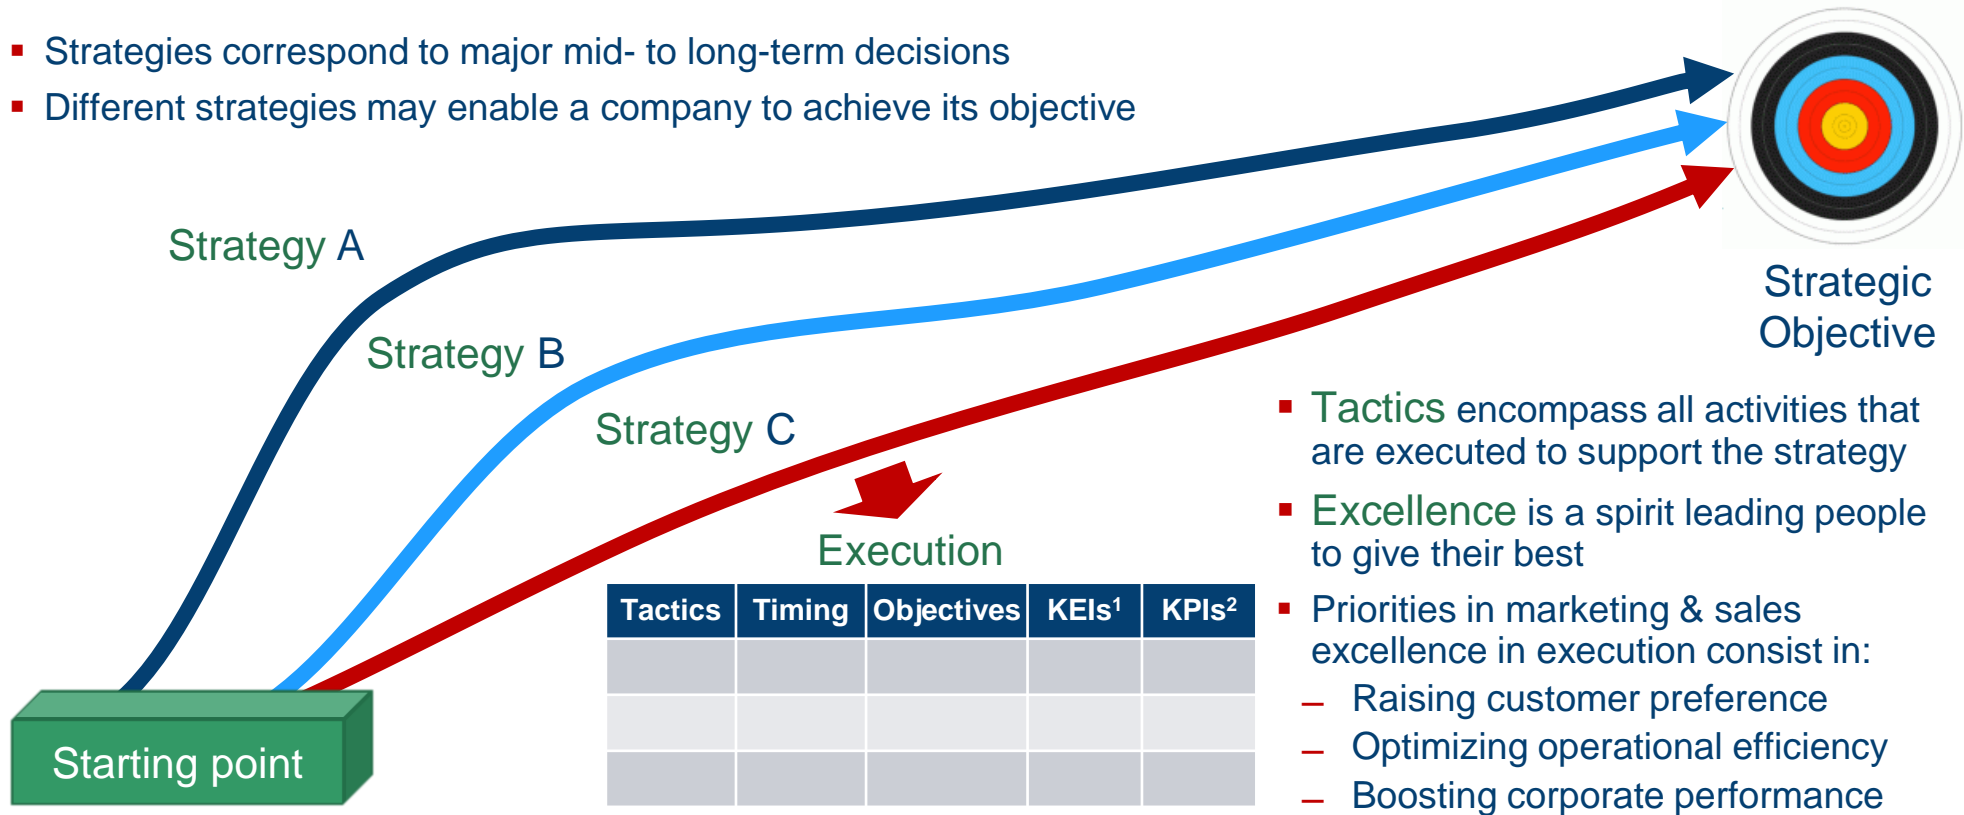 ▪ Strategies correspond to major mid- to long-term decisions
▪ Different strategies may enable a company to achieve its objective
Strategy A
Strategy B
Strategy C
Strategic
Objective
Execution
Tactics Timing Objectives KEIs¹ KPIs²
Starting point
▪ Tactics encompass all activities that
are executed to support the strategy
▪ Excellence is a spirit leading people
to give their best
▪ Priorities in marketing & sales
excellence in execution consist in:
– Raising customer preference
– Optimizing operational efficiency
– Boosting corporate performance